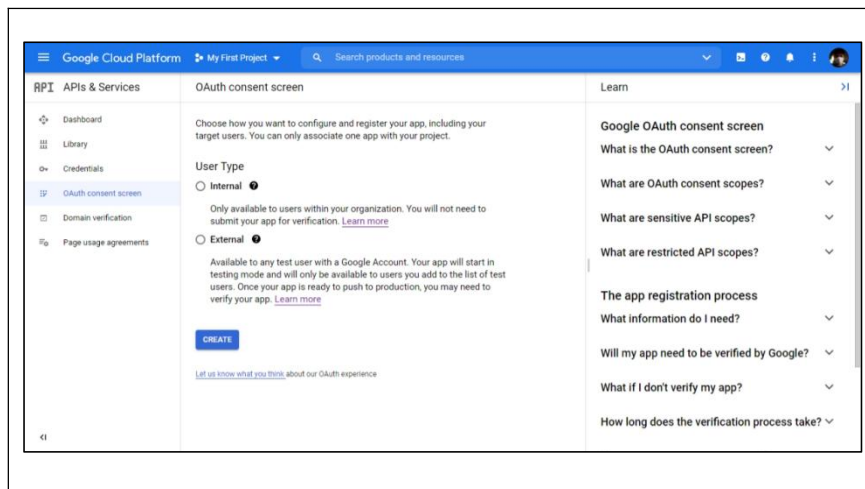 Google Cloud Platform My First Project Search products and resources
API APIs & Services
Dashboard
Library
Credentials
OAuth consent screen
Domain verification
Page usage agreements
OAuth consent screen
Choose how you want to configure and register your app, including your
target users. You can only associate one app with your project.
User Type
Internal
Only available to users within your organization. You will not need to
submit your app for verification. Learn more
External
Available to any test user with a Google Account. Your app will start in
testing mode and will only be available to users you add to the list of test
users. Once your app is ready to push to production, you may need to
verify your app. Learn more
CREATE
Let us know what you think about our OAuth experience
Learn
Google OAuth consent screen
What is the OAuth consent screen?
What are OAuth consent scopes?
What are sensitive API scopes?
What are restricted API scopes?
The app registration process
What information do I need?
Will my app need to be verified by Google?
What if I don't verify my app?
How long does the verification process take?